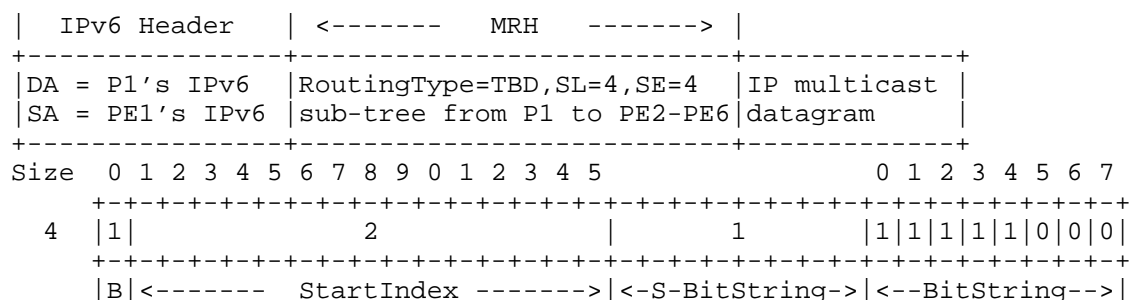 |  IPv6 Header   | <-------   MRH   -------> |
+----------------+---------------------------+--------------+
|DA = P1's IPv6  |RoutingType=TBD,SL=4,SE=4  |IP multicast  |
|SA = PE1's IPv6 |sub-tree from P1 to PE2-PE6|datagram      |
+----------------+---------------------------+--------------+
Size  0 1 2 3 4 5 6 7 8 9 0 1 2 3 4 5                 0 1 2 3 4 5 6 7
     +-+-+-+-+-+-+-+-+-+-+-+-+-+-+-+-+-+-+-+-+-+-+-+-+-+-+-+-+-+-+-+-+
  4  |1|              2              |       1       |1|1|1|1|1|0|0|0|
     +-+-+-+-+-+-+-+-+-+-+-+-+-+-+-+-+-+-+-+-+-+-+-+-+-+-+-+-+-+-+-+-+
     |B|<-------  StartIndex ------->|<-S-BitString->|<--BitString-->|